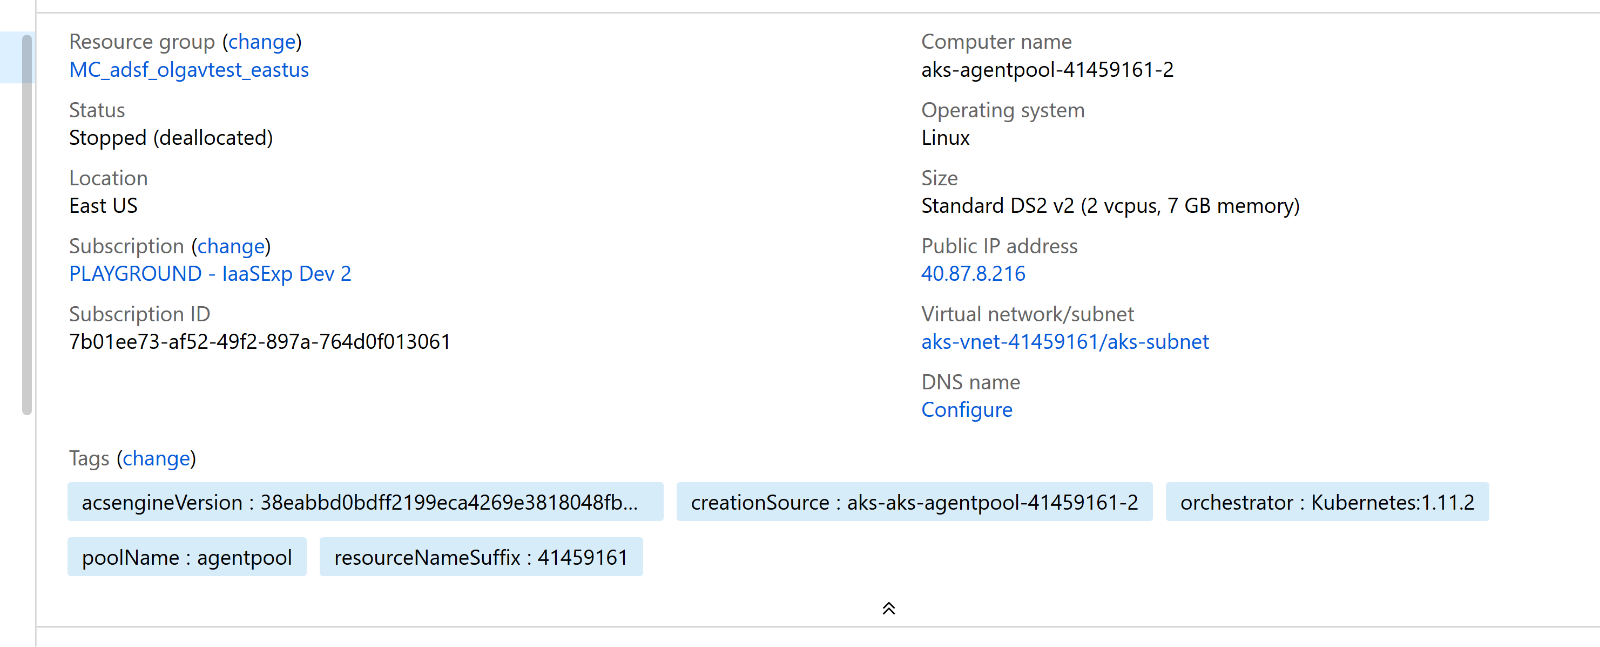 Resource group (change)
MC_adsf_olgavtest_eastus
Status
Stopped (deallocated)
Location
East US
Subscription (change)
PLAYGROUND - IaaSExp Dev 2
Subscription ID
7b01ee73-af52-49f2-897a-764d0f013061
Computer name
aks-agentpool-41459161-2
Operating system
Linux
Size
Standard DS2 v2 (2 vcpus, 7 GB memory)
Public IP address
40.87.8.216
Virtual network/subnet
aks-vnet-41459161/aks-subnet
DNS name
Configure
Tags (change)
acsengineVersion : 38eabbd0bdff2199eca4269e3818048fb...
creationSource : aks-aks-agentpool-41459161-2
orchestrator : Kubernetes:1.11.2
poolName : agentpool
resourceNameSuffix : 41459161